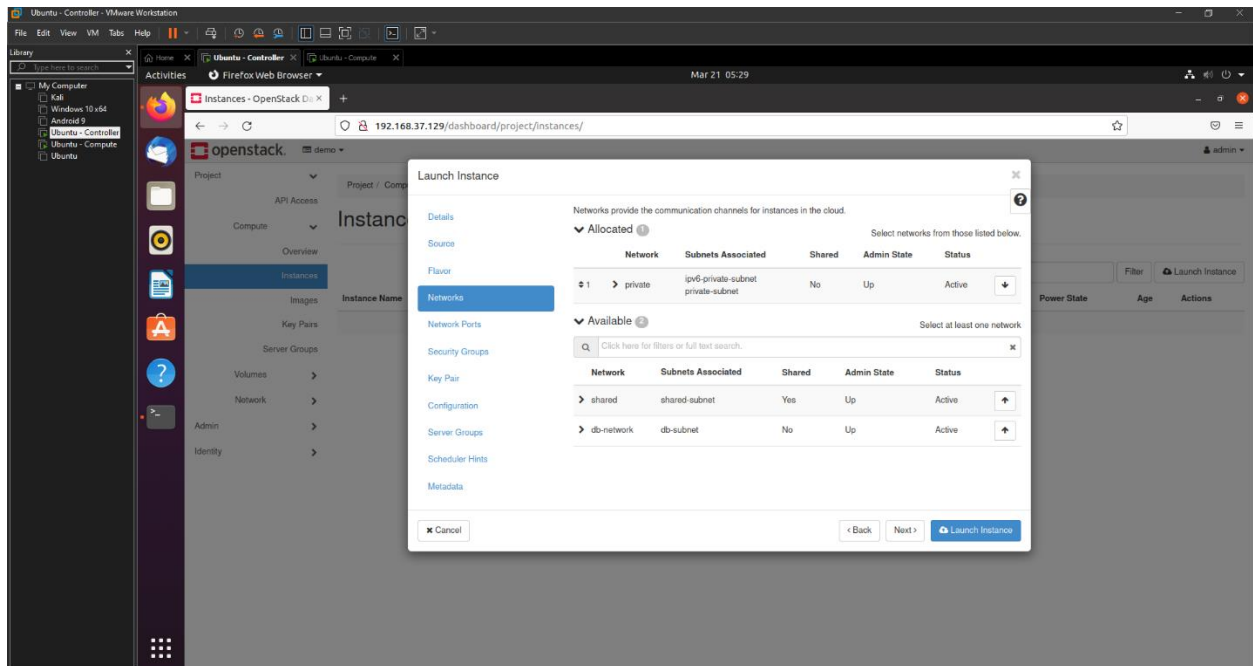 Ubuntu - Controller - VMware Workstation
File Edit View VM Tabs Help
Library
Type here to search
My Computer
Kali
Windows 10 x64
Android 9
Ubuntu - Controller
Ubuntu - Compute
Ubuntu
Home
Ubuntu - Controller
Ubuntu - Compute
Activities
Firefox Web Browser
Mar 21 05:29
Instances - OpenStack Da
192.168.37.129/dashboard/project/instances/
openstack.
demo
admin
Project
API Access
Compute
Overview
Instances
Images
Key Pairs
Server Groups
Volumes
Network
Admin
Identity
Project / Comp
Instanc
Filter
Launch Instance
Instance Name
Power State
Age
Actions
Launch Instance
Details
Source
Flavor
Networks
Network Ports
Security Groups
Key Pair
Configuration
Server Groups
Scheduler Hints
Metadata
Networks provide the communication channels for instances in the cloud.
Allocated 1
Select networks from those listed below.
Network Subnets Associated Shared Admin State Status
1 private ipv6-private-subnet No Up Active
private-subnet
Available 2
Select at least one network
Click here for filters or full text search.
Network Subnets Associated Shared Admin State Status
shared shared-subnet Yes Up Active
db-network db-subnet No Up Active
Cancel
< Back
Next >
Launch Instance